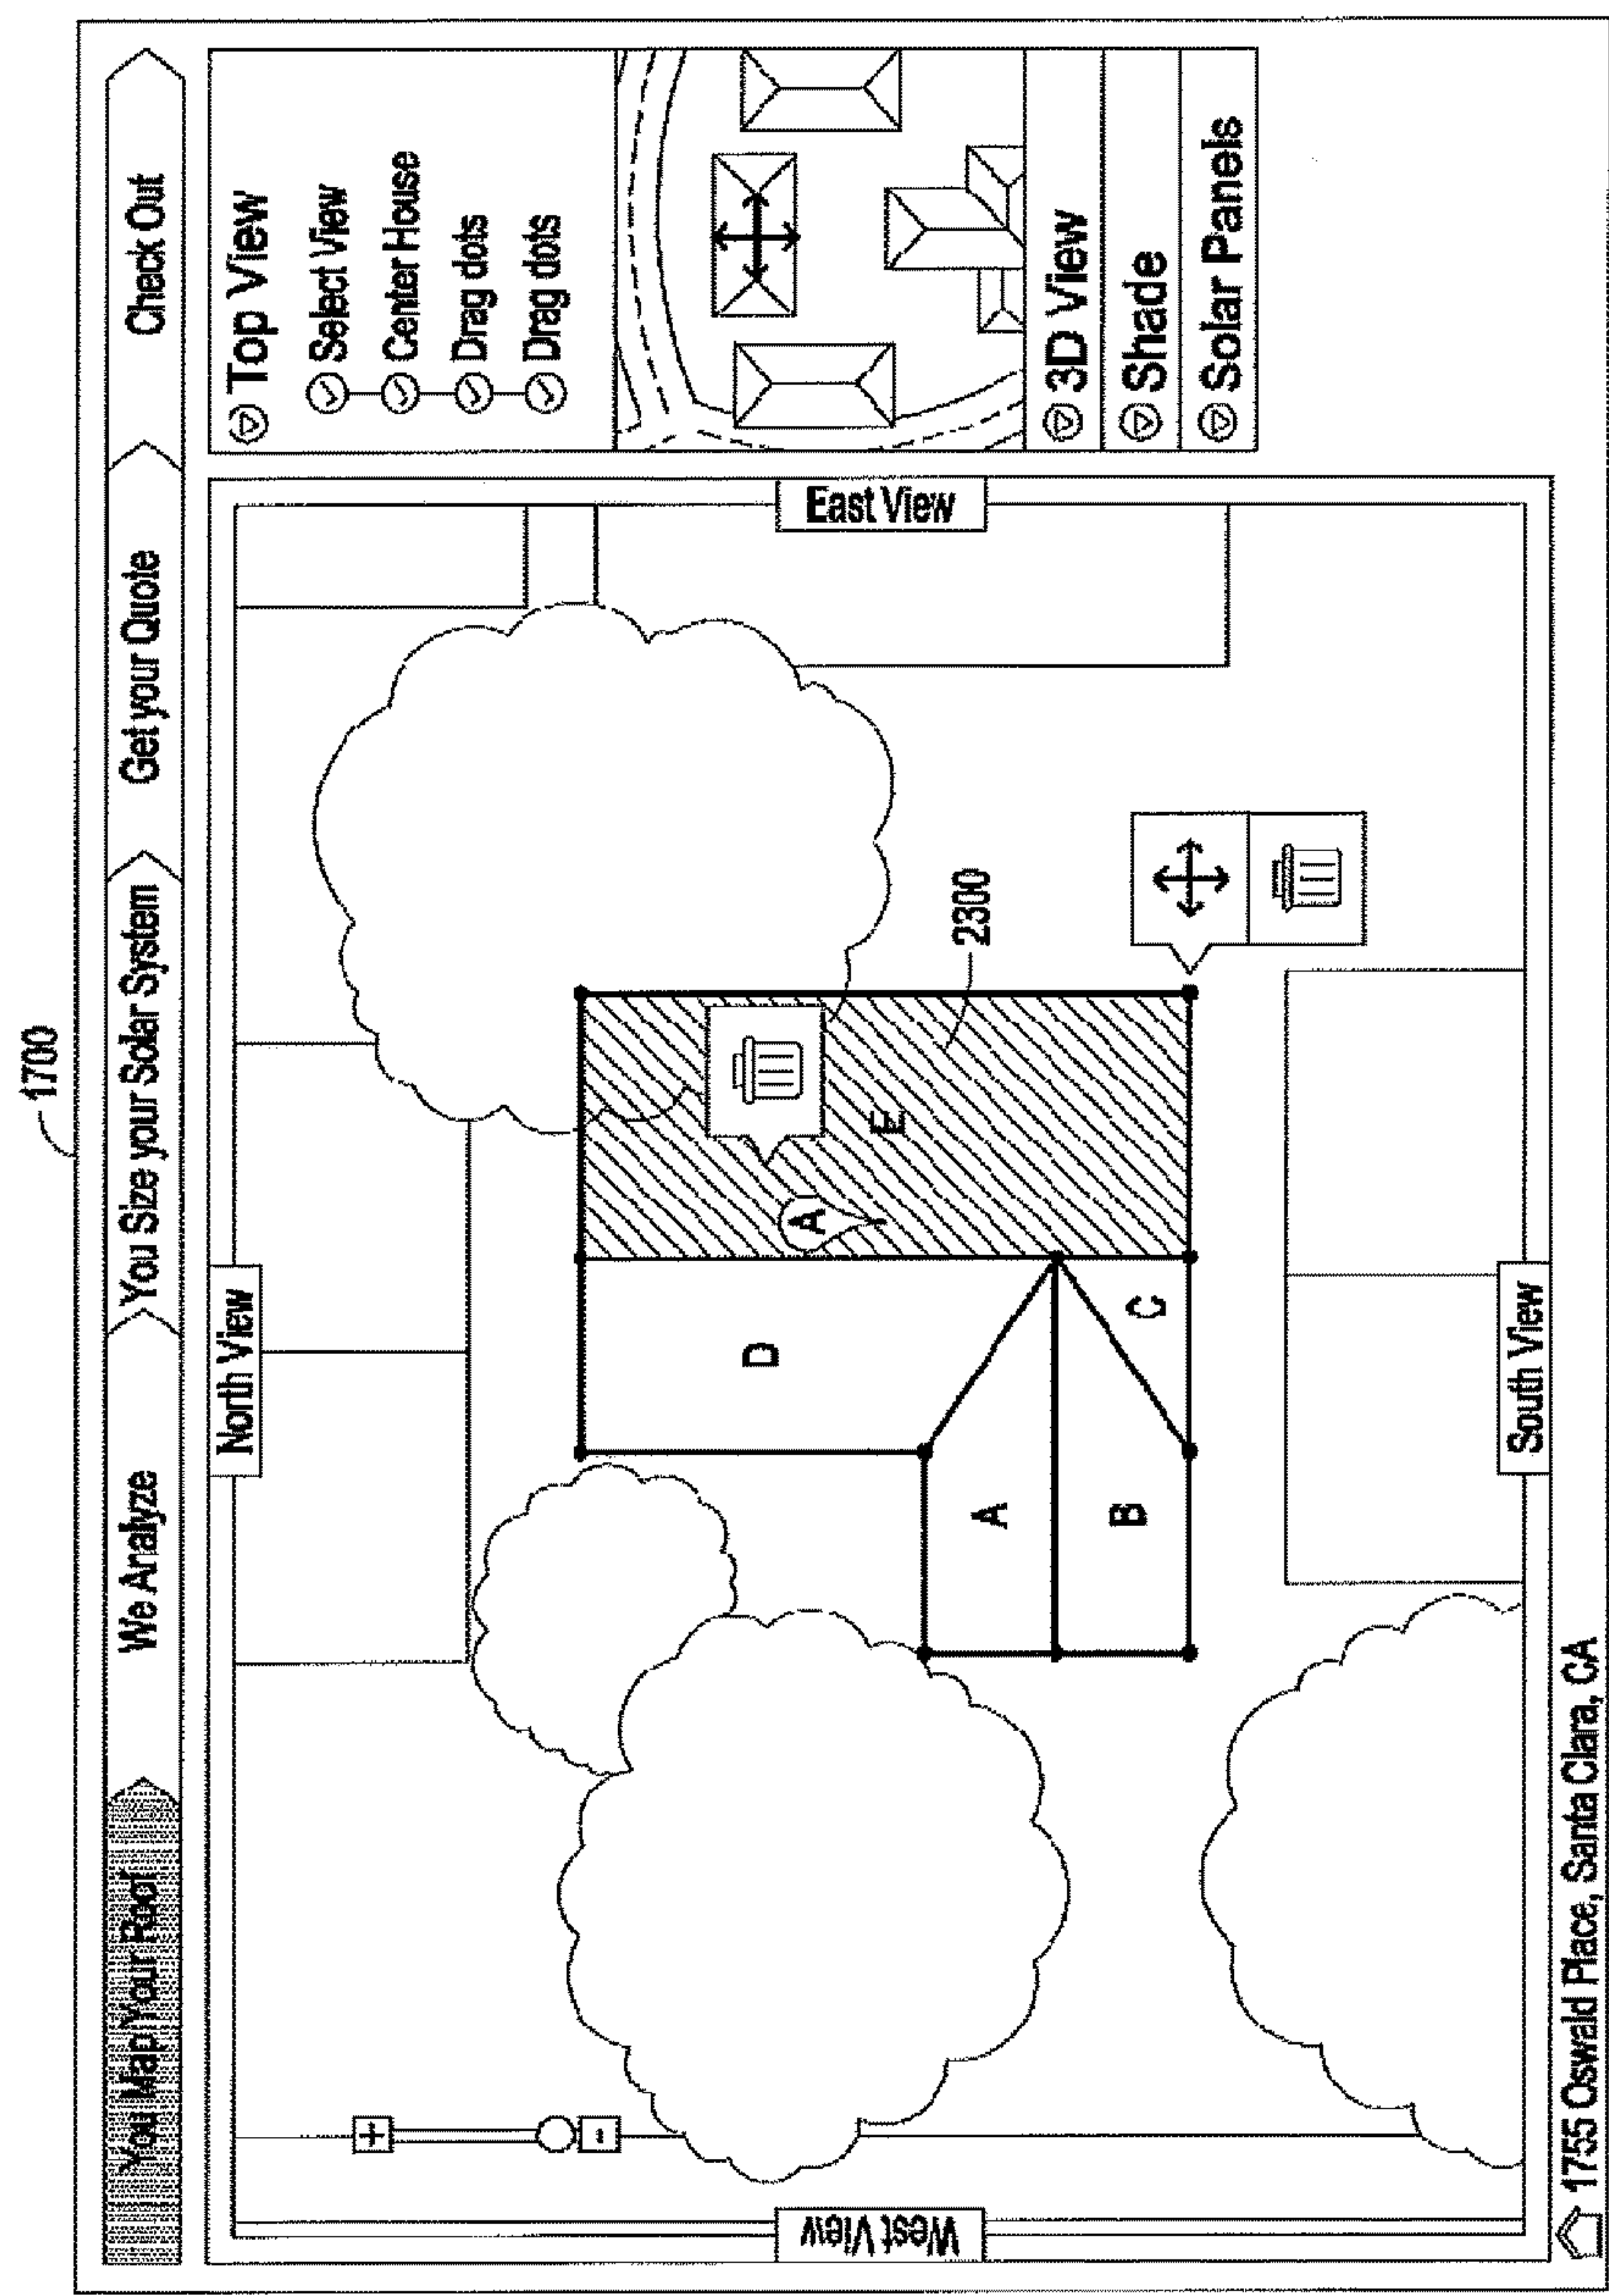 1700
You Map Your Roof
We Analyze
You Size your Solar System
Get your Quote
Check Out
North View
Top View
Select View
Center House
Drag dots
Drag dots
3D View
Shade
Solar Panels
West View
East View
+
-
D
A
E
2300
A
B
C
South View
1755 Oswald Place, Santa Clara, CA